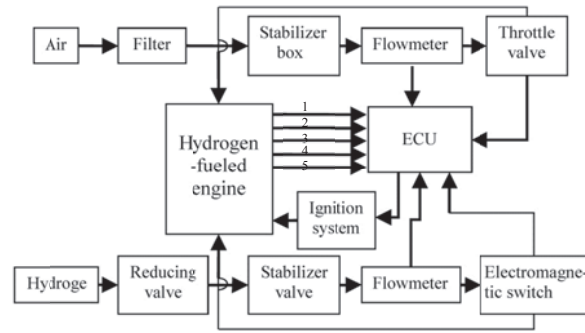 Air
Filter
Stabilizer
box
Flowmeter
Throttle
valve
Hydrogen
-fueled
engine
1
2
3
4
5
ECU
Ignition
system
Hydroge
Reducing
valve
Stabilizer
valve
Flowmeter
Electromagne-
tic switch